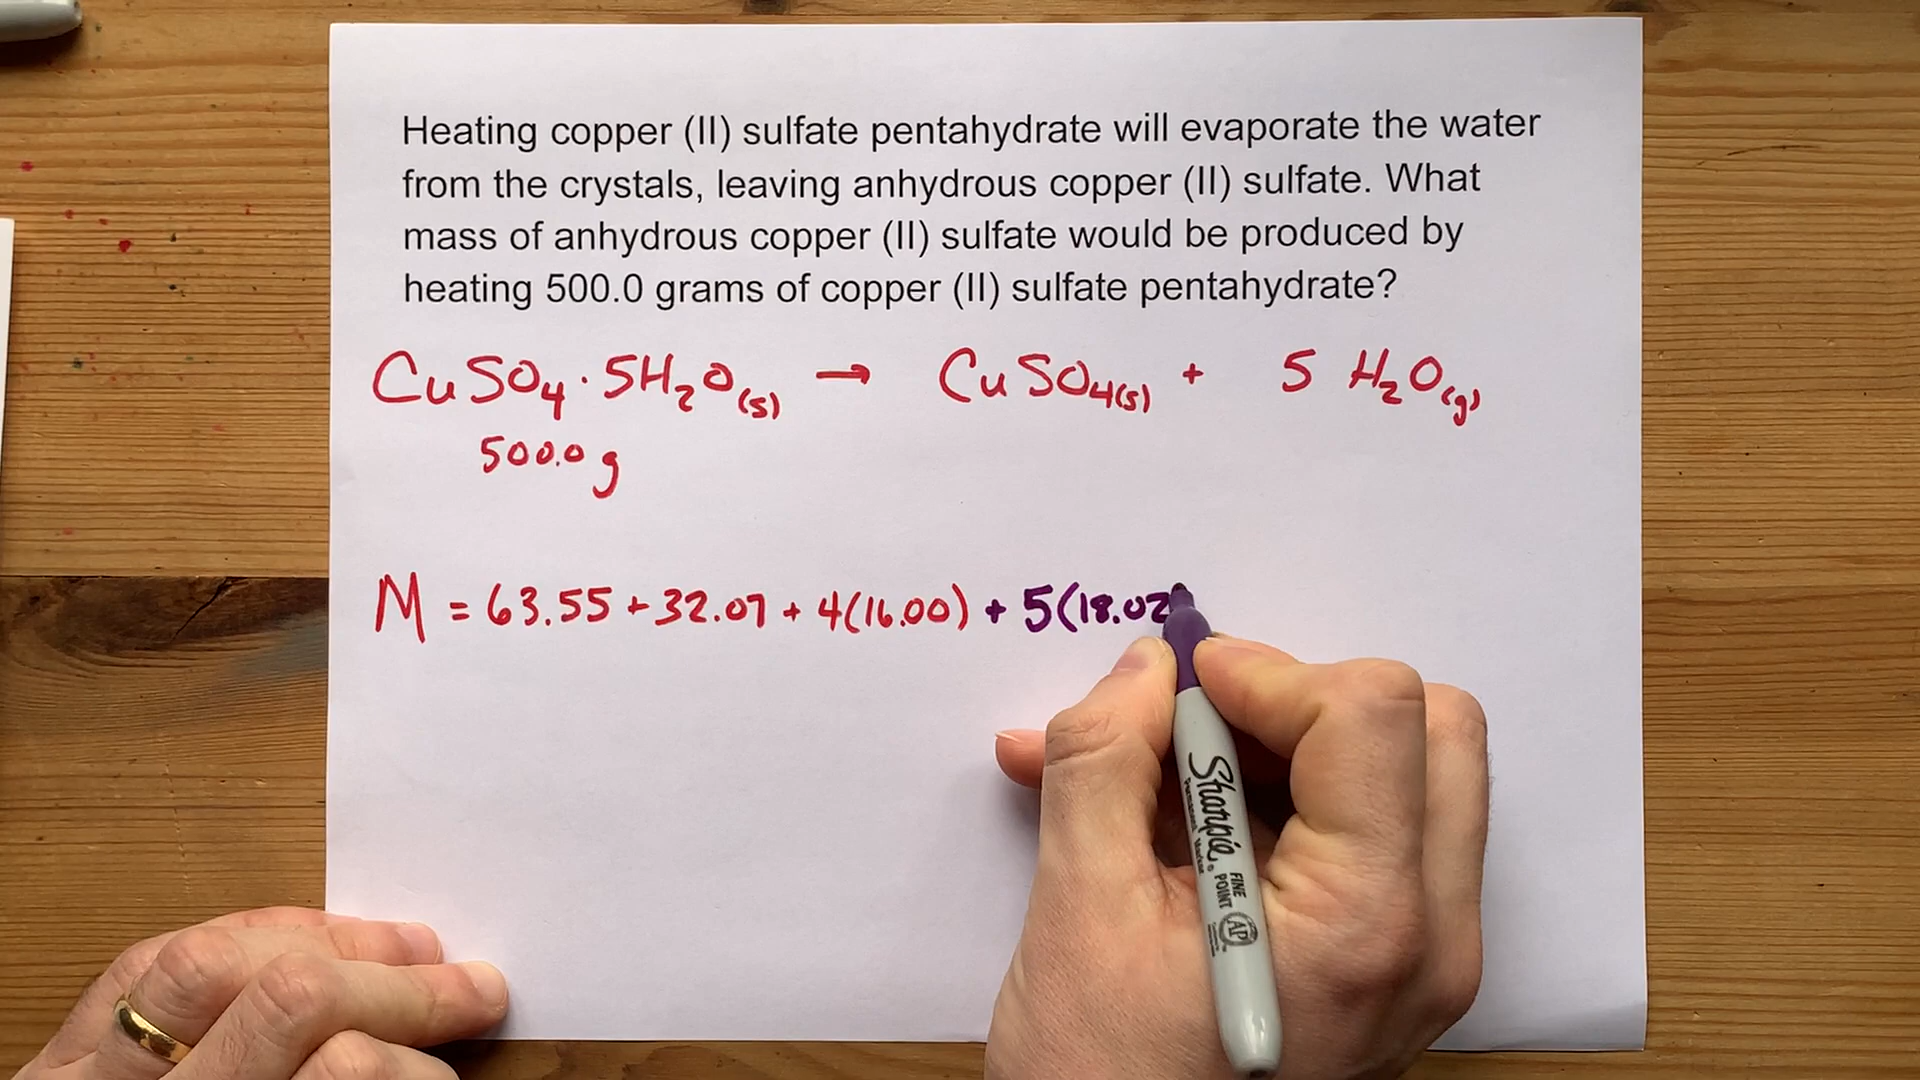 Heating copper (II) sulfate pentahydrate will evaporate the water
from the crystals, leaving anhydrous copper (II) sulfate. What
mass of anhydrous copper (II) sulfate would be produced by
heating 500.0 grams of copper (II) sulfate pentahydrate?
CuSO₄·5H₂O(s) → CuSO₄(s) + 5 H₂O(g)
500.0 g
M = 63.55 + 32.07 + 4(16.00) + 5(18.02
Sharpie
FINE
POINT
Permanent Marker
AP